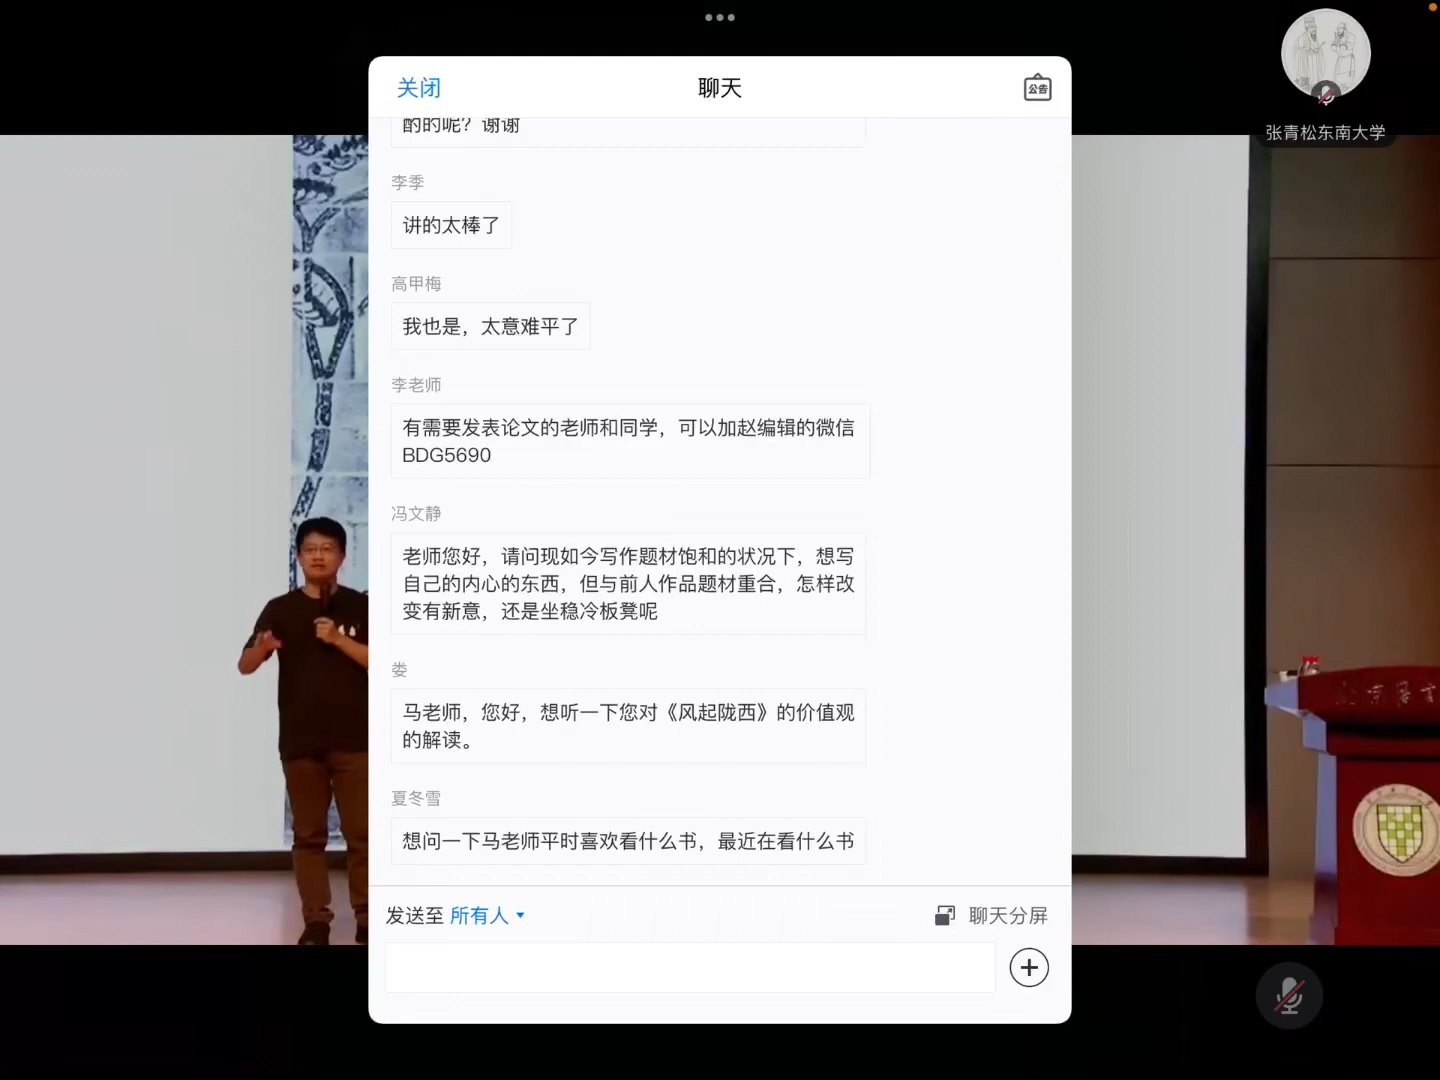 张青松东南大学
关闭
聊天
公告
酌的呢？谢谢
李季
讲的太棒了
高甲梅
我也是，太意难平了
李老师
有需要发表论文的老师和同学，可以加赵编辑的微信
BDG5690
冯文静
老师您好，请问现如今写作题材饱和的状况下，想写
自己的内心的东西，但与前人作品题材重合，怎样改
变有新意，还是坐稳冷板凳呢
娄
马老师，您好，想听一下您对《风起陇西》的价值观
的解读。
夏冬雪
想问一下马老师平时喜欢看什么书，最近在看什么书
发送至 所有人
聊天分屏